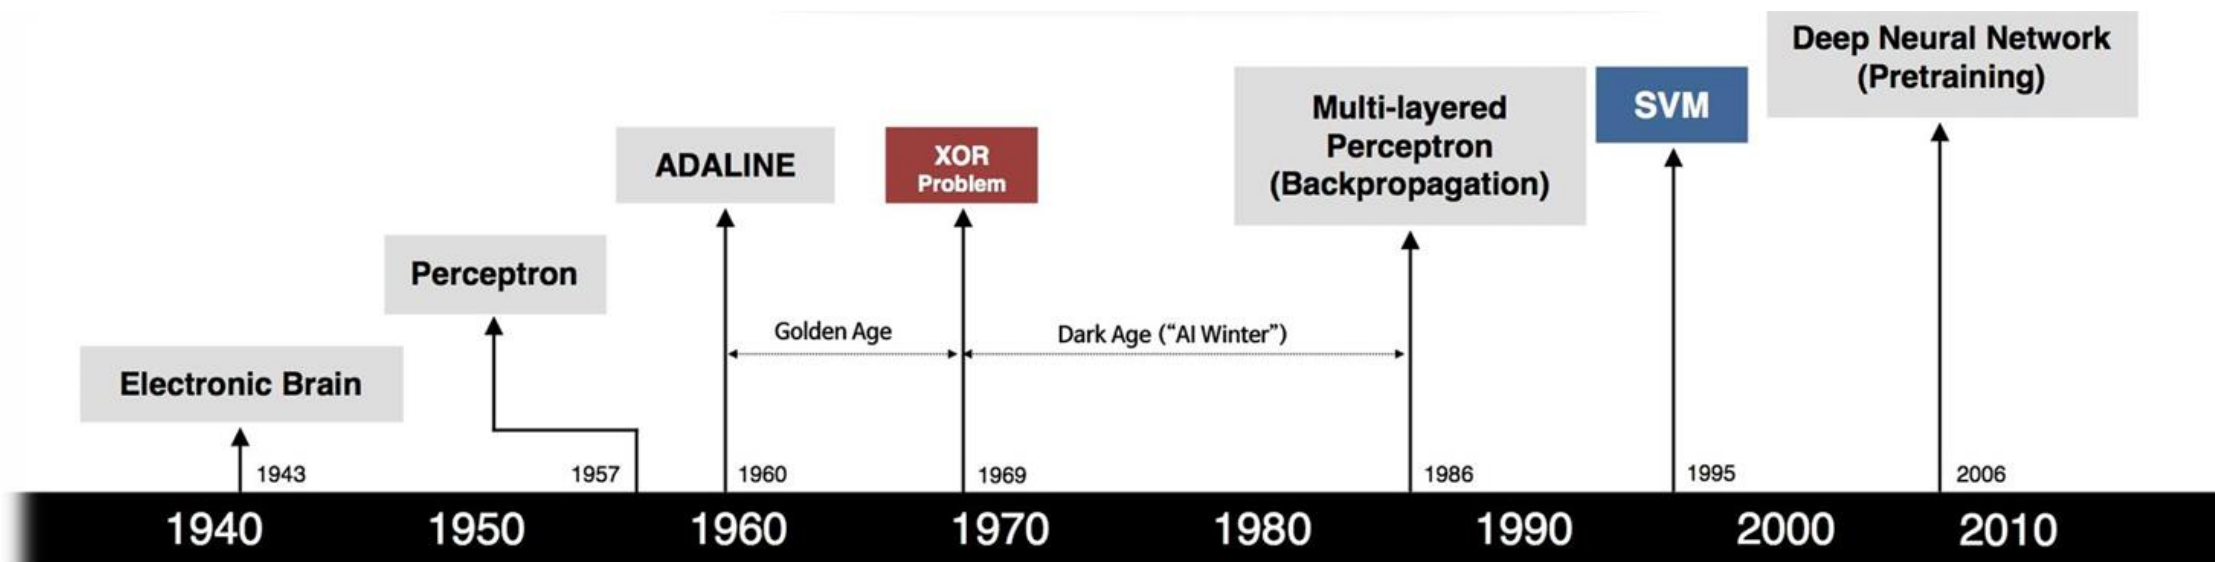 Deep Neural Network
(Pretraining)
Multi-layered
Perceptron
(Backpropagation)
SVM
ADALINE
XOR
Problem
Perceptron
Golden Age
Dark Age (“AI Winter”)
Electronic Brain
1943
1957
1960
1969
1986
1995
2006
1940
1950
1960
1970
1980
1990
2000
2010